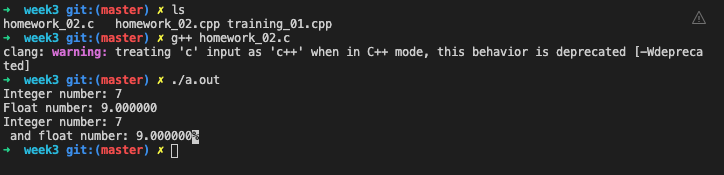 ➜  week3 git:(master) ✗ ls
homework_02.c   homework_02.cpp training_01.cpp
➜  week3 git:(master) ✗ g++ homework_02.c
clang: warning: treating 'c' input as 'c++' when in C++ mode, this behavior is deprecated [-Wdepreca
ted]
➜  week3 git:(master) ✗ ./a.out
Integer number: 7
Float number: 9.000000
Integer number: 7
 and float number: 9.000000%
➜  week3 git:(master) ✗